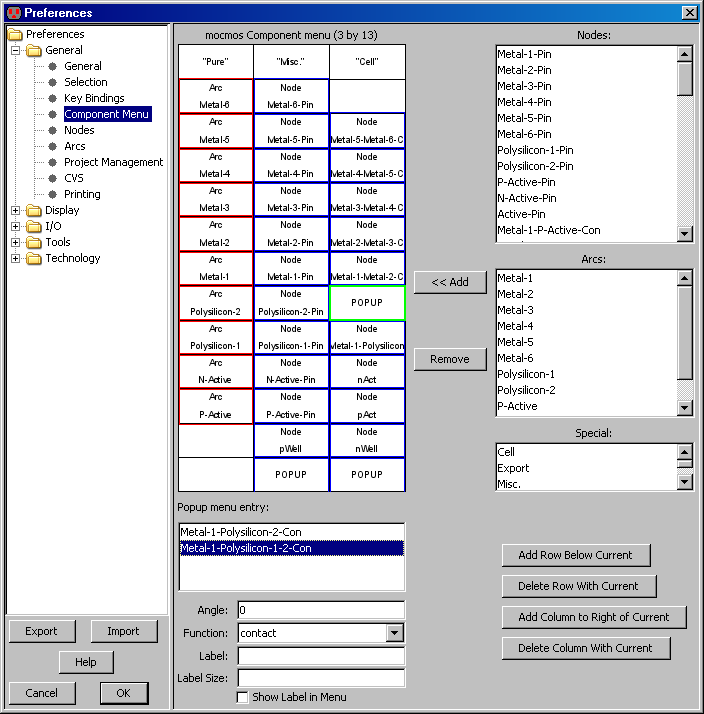 Preferences
Preferences
General
General
Selection
Key Bindings
Component Menu
Nodes
Arcs
Project Management
CVS
Printing
Display
I/O
Tools
Technology
Export
Import
Help
Cancel
OK
mocmos Component menu (3 by 13)
"Pure" "Misc." "Cell"
Arc Node
Metal-6 Metal-6-Pin
Arc Node Node
Metal-5 Metal-5-Pin Metal-5-Metal-6-C
Arc Node Node
Metal-4 Metal-4-Pin Metal-4-Metal-5-C
Arc Node Node
Metal-3 Metal-3-Pin Metal-3-Metal-4-C
Arc Node Node
Metal-2 Metal-2-Pin Metal-2-Metal-3-C
Arc Node Node
Metal-1 Metal-1-Pin Metal-1-Metal-2-C
Arc Node POPUP
Polysilicon-2 Polysilicon-2-Pin
Arc Node Node
Polysilicon-1 Polysilicon-1-Pin Metal-1-Polysilicon
Arc Node Node
N-Active N-Active-Pin nAct
Arc Node Node
P-Active P-Active-Pin pAct
Node Node
pWell nWell
POPUP POPUP
Popup menu entry:
Metal-1-Polysilicon-2-Con
Metal-1-Polysilicon-1-2-Con
Angle: 0
Function: contact
Label:
Label Size:
Show Label in Menu
<< Add
Remove
Nodes:
Metal-1-Pin
Metal-2-Pin
Metal-3-Pin
Metal-4-Pin
Metal-5-Pin
Metal-6-Pin
Polysilicon-1-Pin
Polysilicon-2-Pin
P-Active-Pin
N-Active-Pin
Active-Pin
Metal-1-P-Active-Con
Arcs:
Metal-1
Metal-2
Metal-3
Metal-4
Metal-5
Metal-6
Polysilicon-1
Polysilicon-2
P-Active
Special:
Cell
Export
Misc.
Add Row Below Current
Delete Row With Current
Add Column to Right of Current
Delete Column With Current